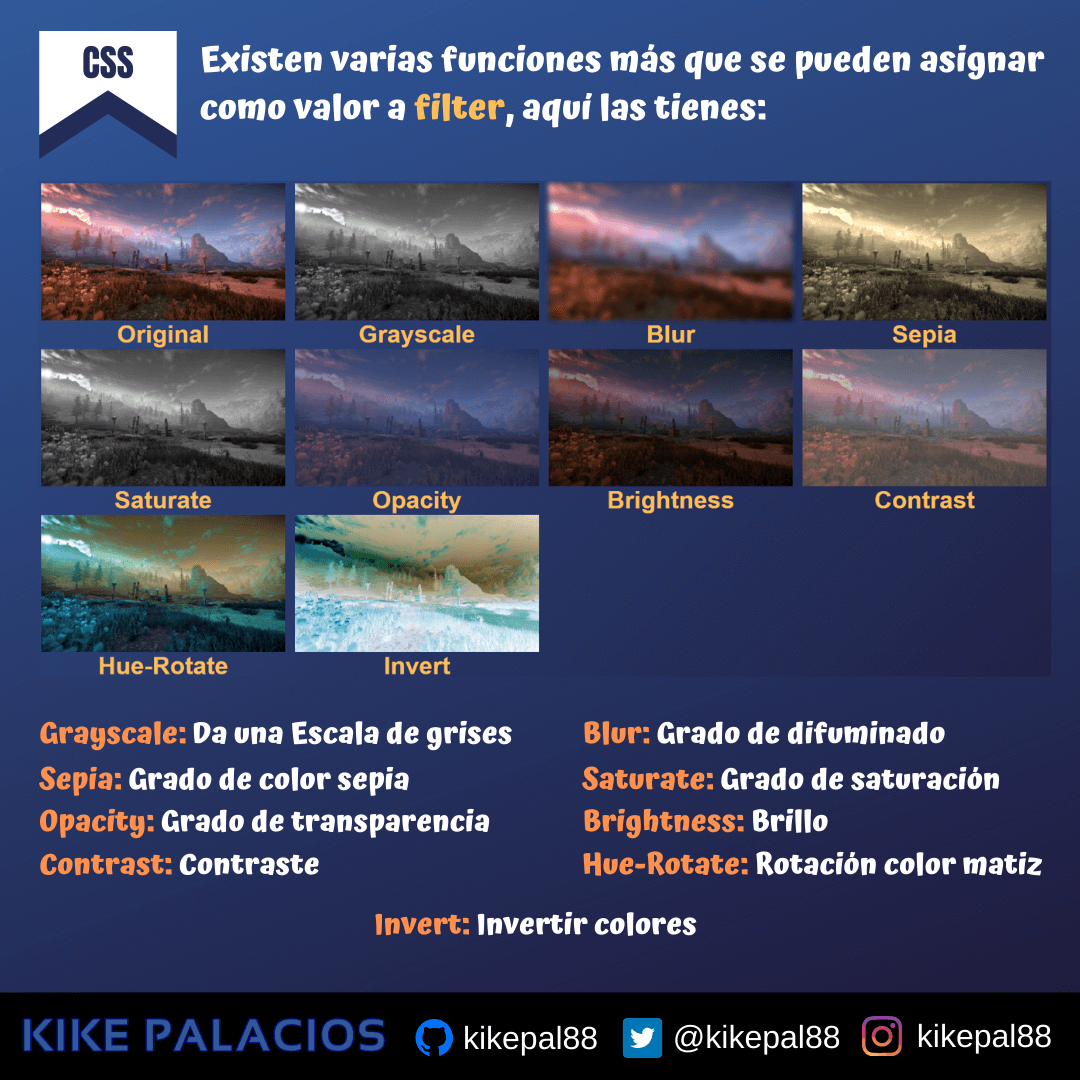 CSS
Existen varias funciones más que se pueden asignar
como valor a filter, aquí las tienes:
Original
Grayscale
Blur
Sepia
Saturate
Opacity
Brightness
Contrast
Hue-Rotate
Invert
Grayscale: Da una Escala de grises
Blur: Grado de difuminado
Sepia: Grado de color sepia
Saturate: Grado de saturación
Opacity: Grado de transparencia
Brightness: Brillo
Contrast: Contraste
Hue-Rotate: Rotación color matiz
Invert: Invertir colores
KIKE PALACIOS
kikepal88
@kikepal88
kikepal88